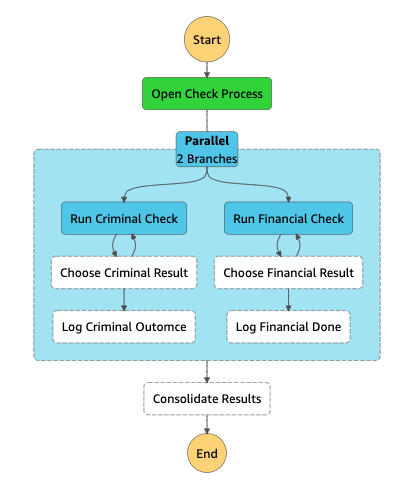 Start
Open Check Process
Parallel
2 Branches
Run Criminal Check
Run Financial Check
Choose Criminal Result
Choose Financial Result
Log Criminal Outomce
Log Financial Done
Consolidate Results
End